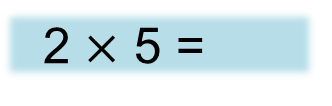 2 × 5 =